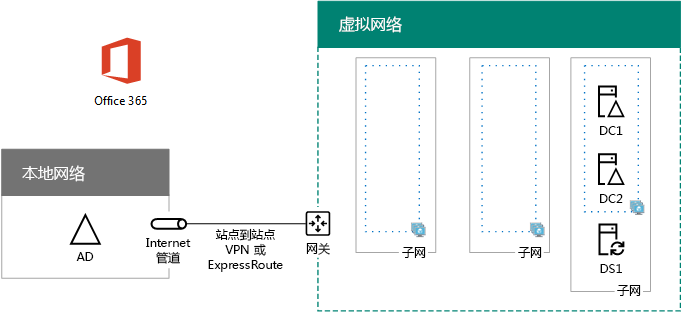 虚拟网络
Office 365
DC1
DC2
本地网络
AD
Internet
管道
站点到站点
VPN 或
ExpressRoute
网关
子网
子网
DS1
子网